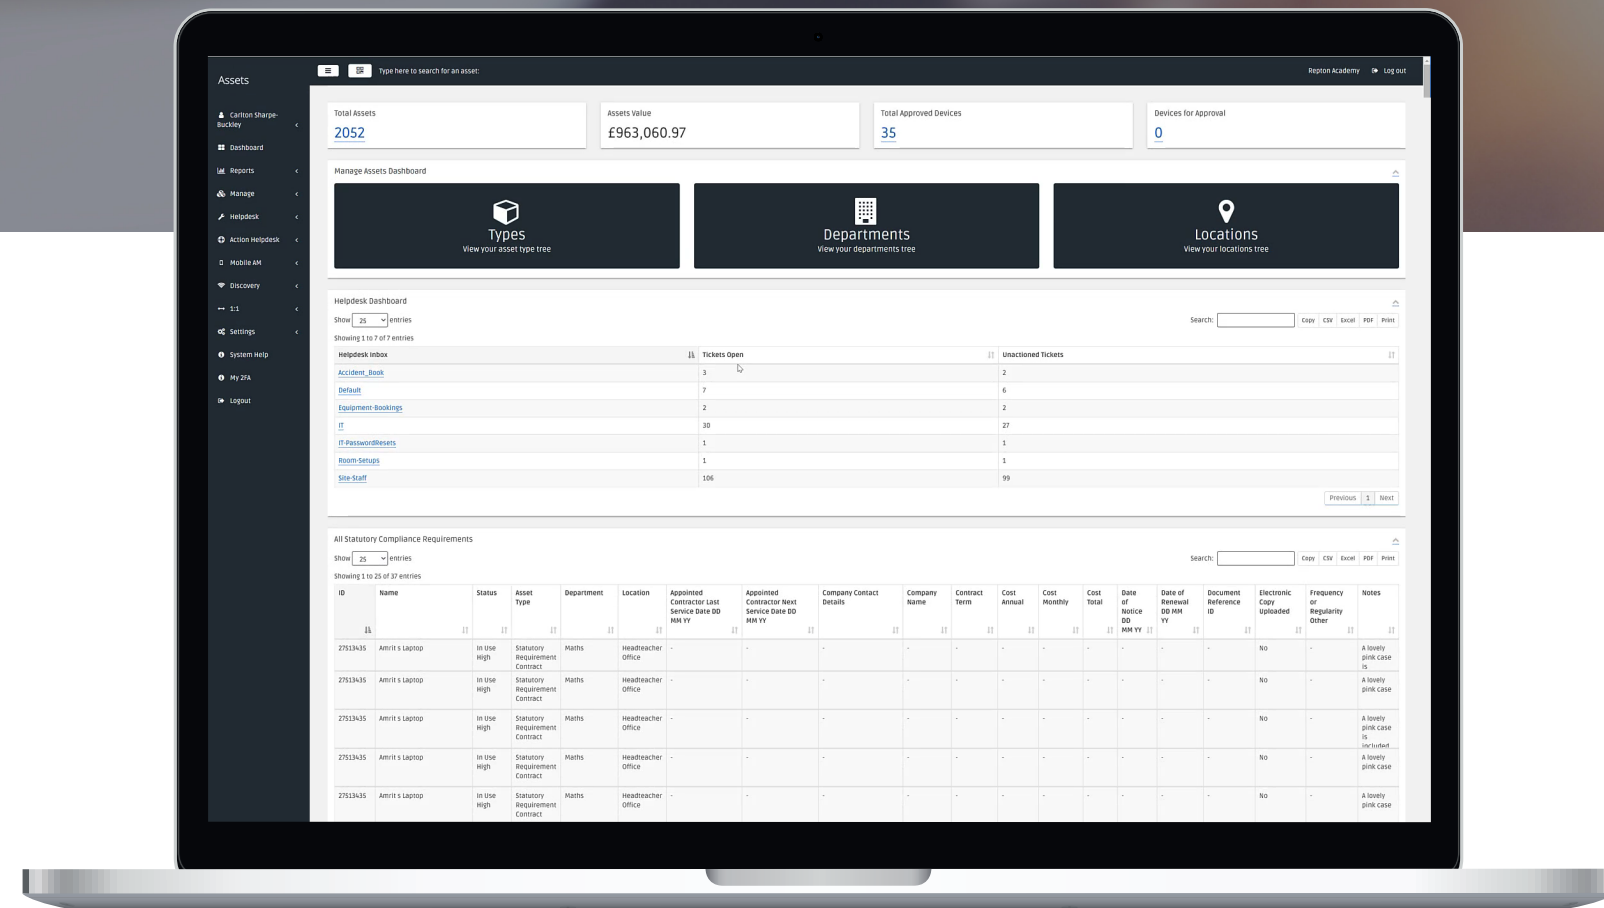 Assets
Type here to search for an asset:
Repton Academy
Log out
Carlton Sharpe-
Buckley
Dashboard
Reports
Manage
Helpdesk
Action Helpdesk
Mobile AM
Discovery
1:1
Settings
System Help
My 2FA
Logout
Total Assets
2052
Assets Value
£963,060.97
Total Approved Devices
35
Devices for Approval
0
Manage Assets Dashboard
Types
View your asset type tree
Departments
View your departments tree
Locations
View your locations tree
Helpdesk Dashboard
Show 25 entries
Search:
Copy CSV Excel PDF Print
Showing 1 to 7 of 7 entries
Helpdesk Inbox Tickets Open Unactioned Tickets
Accident_Book 3 2
Default 7 6
Equipment-Bookings 2 2
IT 30 27
IT-PasswordResets 1 1
Room-Setups 1 1
Site-Staff 106 99
Previous 1 Next
All Statutory Compliance Requirements
Show 25 entries
Search:
Copy CSV Excel PDF Print
Showing 1 to 25 of 37 entries
ID
Name
Status
Asset
Type
Department
Location
Appointed
Contractor Last
Service Date DD
MM YY
Appointed
Contractor Next
Service Date DD
MM YY
Company Contact
Details
Company
Name
Contract
Term
Cost
Annual
Cost
Monthly
Cost
Total
Date
of
Notice
DD
MM YY
Date of
Renewal
DD MM
YY
Document
Reference
ID
Electronic
Copy
Uploaded
Frequency
or
Regularity
Other
Notes
27513435 Amrit s Laptop In Use Statutory Maths Headteacher - - - - - - - - - - - No - A lovely
High Requirement Office pink case
Contract is
27513435 Amrit s Laptop In Use Statutory Maths Headteacher - - - - - - - - - - - No - A lovely
High Requirement Office pink case
Contract
27513435 Amrit s Laptop In Use Statutory Maths Headteacher - - - - - - - - - - - No - A lovely
High Requirement Office pink case
Contract is
included
27513435 Amrit s Laptop In Use Statutory Maths Headteacher - - - - - - - - - - - No - A lovely
High Requirement Office pink case
Contract
27513435 Amrit s Laptop In Use Statutory Maths Headteacher - - - - - - - - - - - No - A lovely
High Requirement Office pink case
Contract